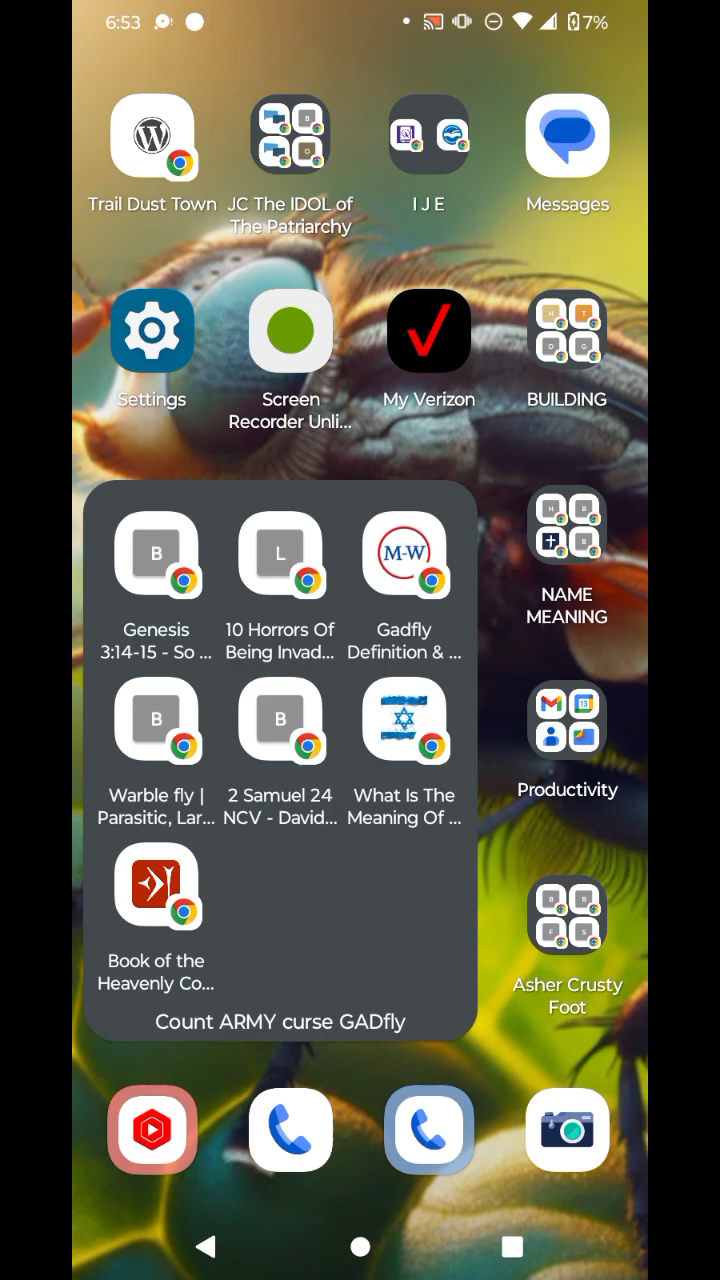 6:53
7%
Trail Dust Town
JC The IDOL of
The Patriarchy
I J E
Messages
Settings
Screen
Recorder Unli...
My Verizon
BUILDING
B
L
M-W
Genesis
3:14-15 - So ...
10 Horrors Of
Being Invad...
Gadfly
Definition & ...
NAME
MEANING
B
B
Warble fly |
Parasitic, Lar...
2 Samuel 24
NCV - David...
What Is The
Meaning Of ...
Productivity
Book of the
Heavenly Co...
Count ARMY curse GADfly
Asher Crusty
Foot